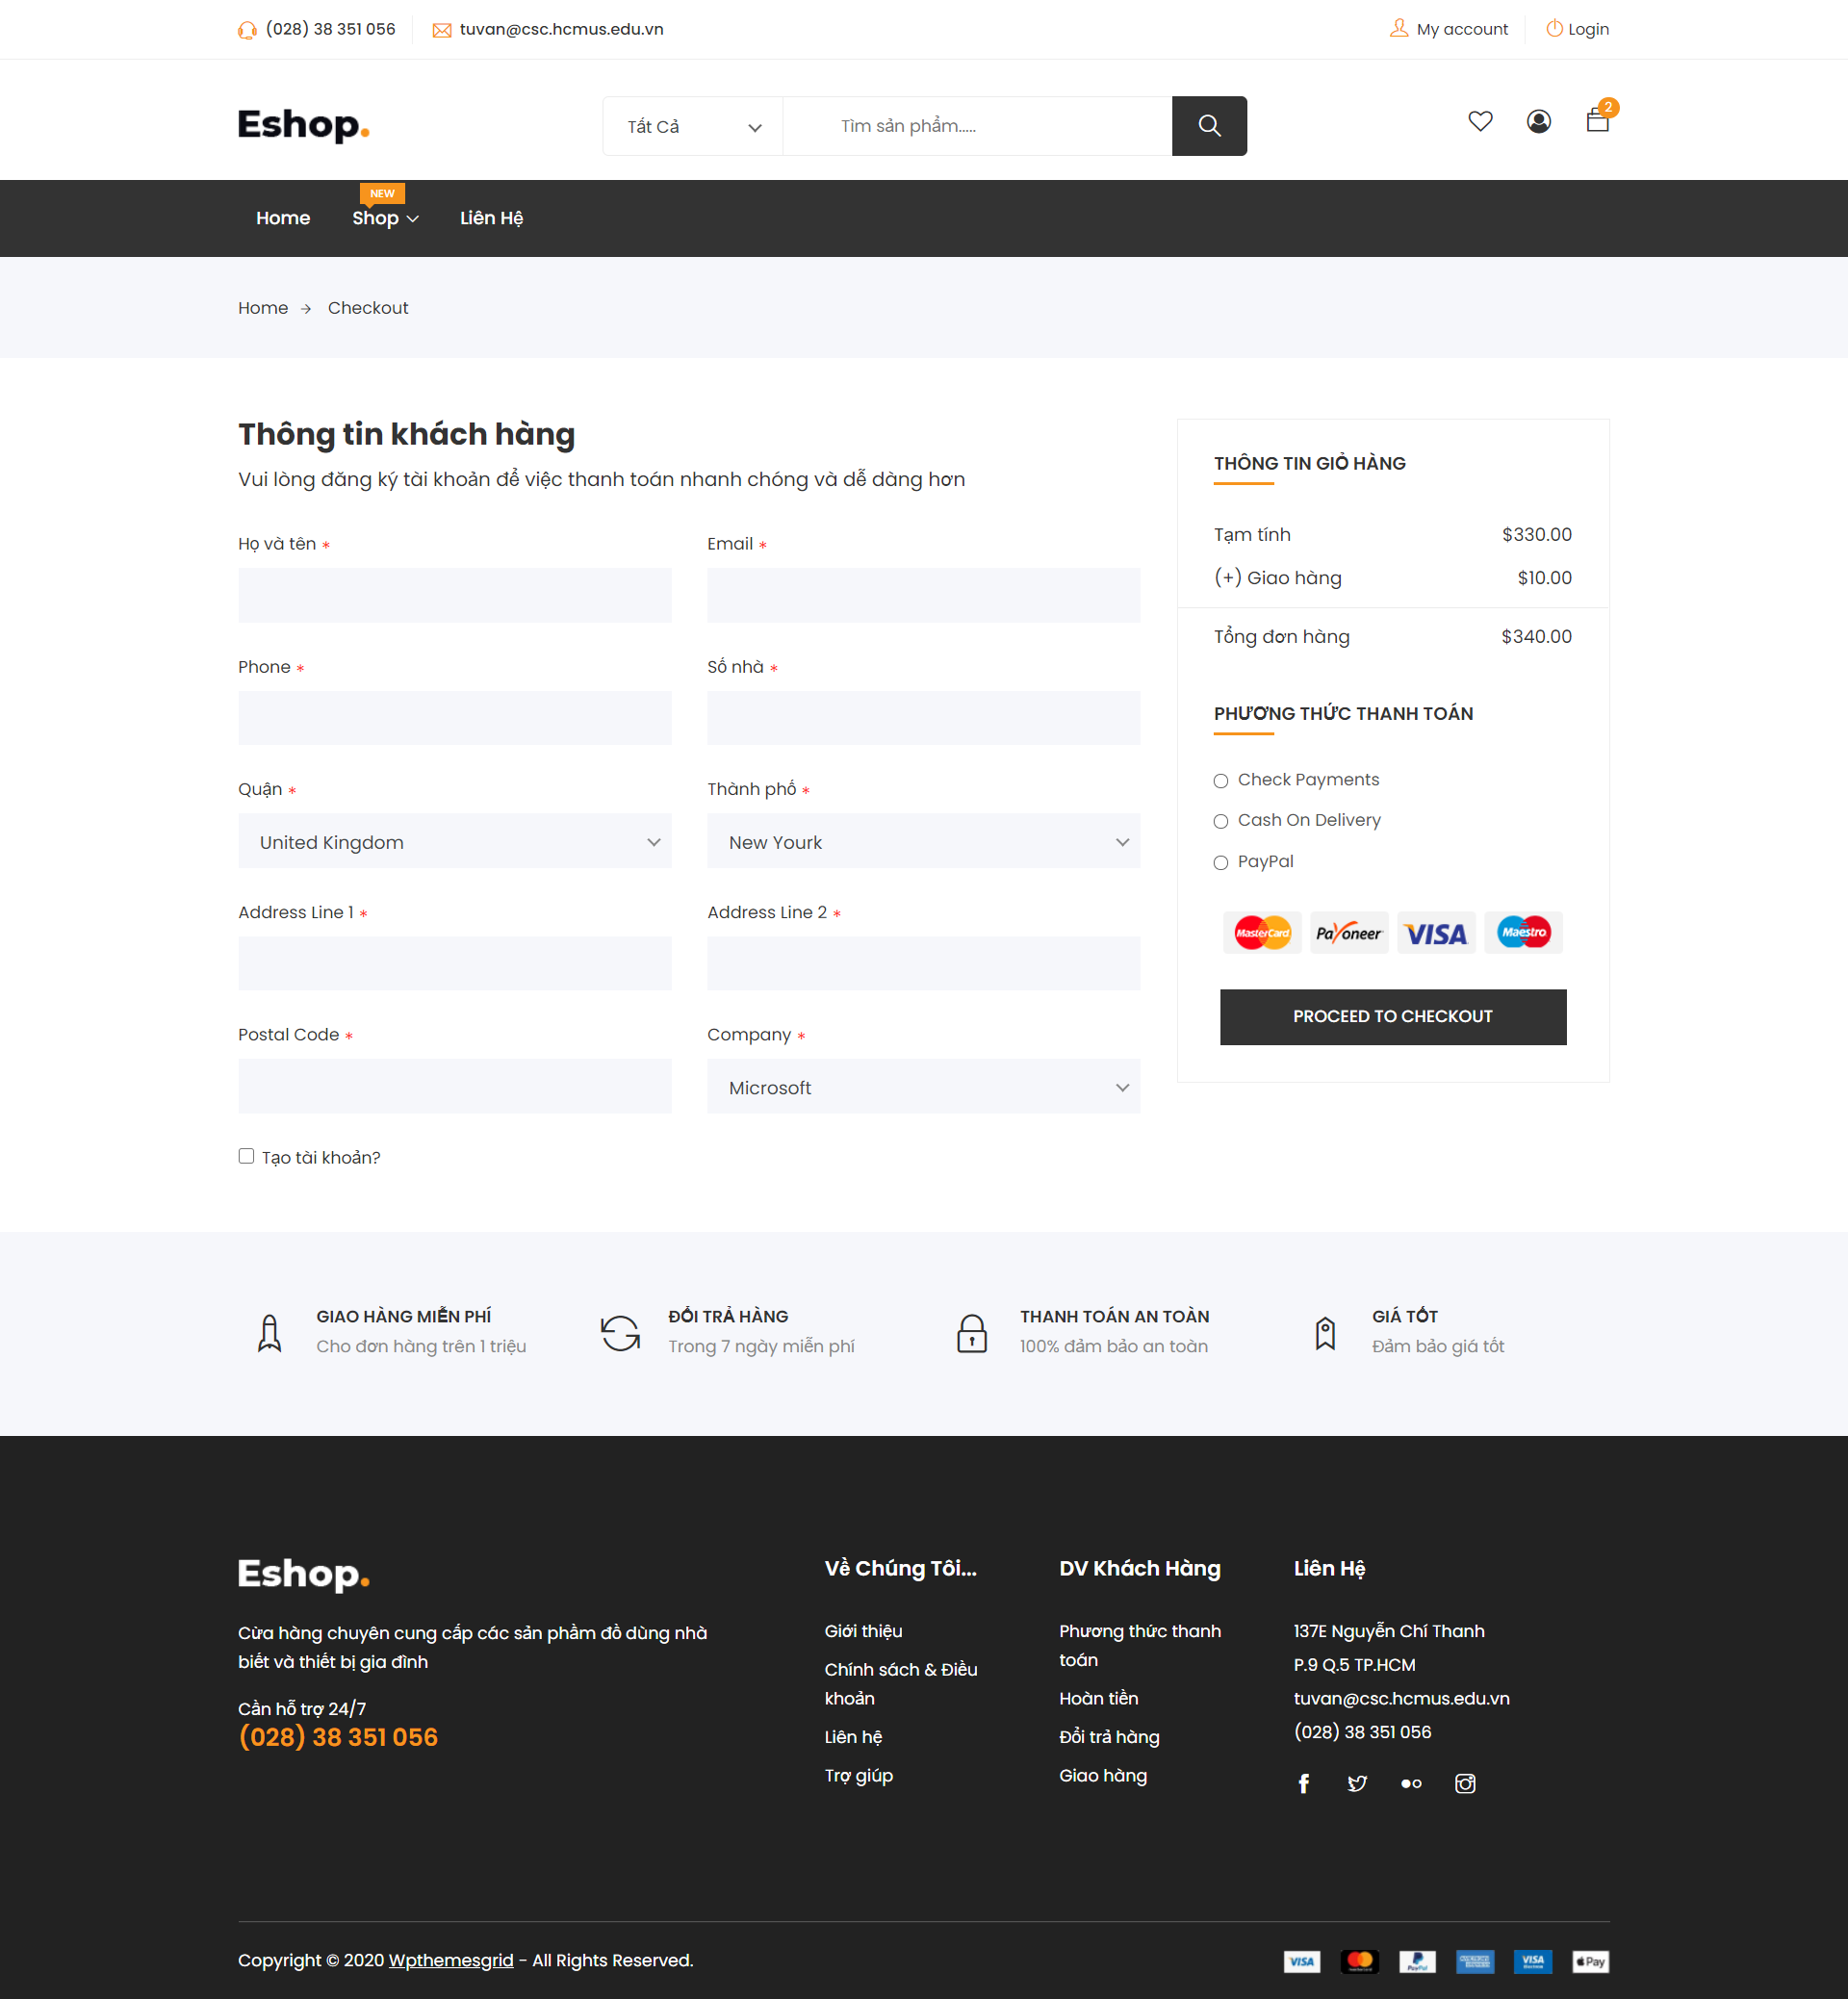 (028) 38 351 056
tuvan@csc.hcmus.edu.vn
My account
Login
Eshop.
Tất Cả
Tìm sản phẩm.....
2
NEW
Home
Shop
Liên Hệ
Home
Checkout
Thông tin khách hàng
Vui lòng đăng ký tài khoản để việc thanh toán nhanh chóng và dễ dàng hơn
Họ và tên *
Email *
Phone *
Số nhà *
Quận *
Thành phố *
United Kingdom
New Yourk
Address Line 1 *
Address Line 2 *
Postal Code *
Company *
Microsoft
Tạo tài khoản?
THÔNG TIN GIỎ HÀNG
Tạm tính $330.00
(+) Giao hàng $10.00
Tổng đơn hàng $340.00
PHƯƠNG THỨC THANH TOÁN
Check Payments
Cash On Delivery
PayPal
MasterCard
Payoneer
VISA
Maestro
PROCEED TO CHECKOUT
GIAO HÀNG MIỄN PHÍ
Cho đơn hàng trên 1 triệu
ĐỔI TRẢ HÀNG
Trong 7 ngày miễn phí
THANH TOÁN AN TOÀN
100% đảm bảo an toàn
GIÁ TỐT
Đảm bảo giá tốt
Eshop.
Cửa hàng chuyên cung cấp các sản phầm đồ dùng nhà
biết và thiết bị gia đình
Cần hỗ trợ 24/7
(028) 38 351 056
Về Chúng Tôi...
Giới thiệu
Chính sách & Điều
khoản
Liên hệ
Trợ giúp
DV Khách Hàng
Phương thức thanh
toán
Hoàn tiền
Đổi trả hàng
Giao hàng
Liên Hệ
137E Nguyễn Chí Thanh
P.9 Q.5 TP.HCM
tuvan@csc.hcmus.edu.vn
(028) 38 351 056
Copyright © 2020 Wpthemesgrid - All Rights Reserved.
VISA
PayPal
VISA
Pay